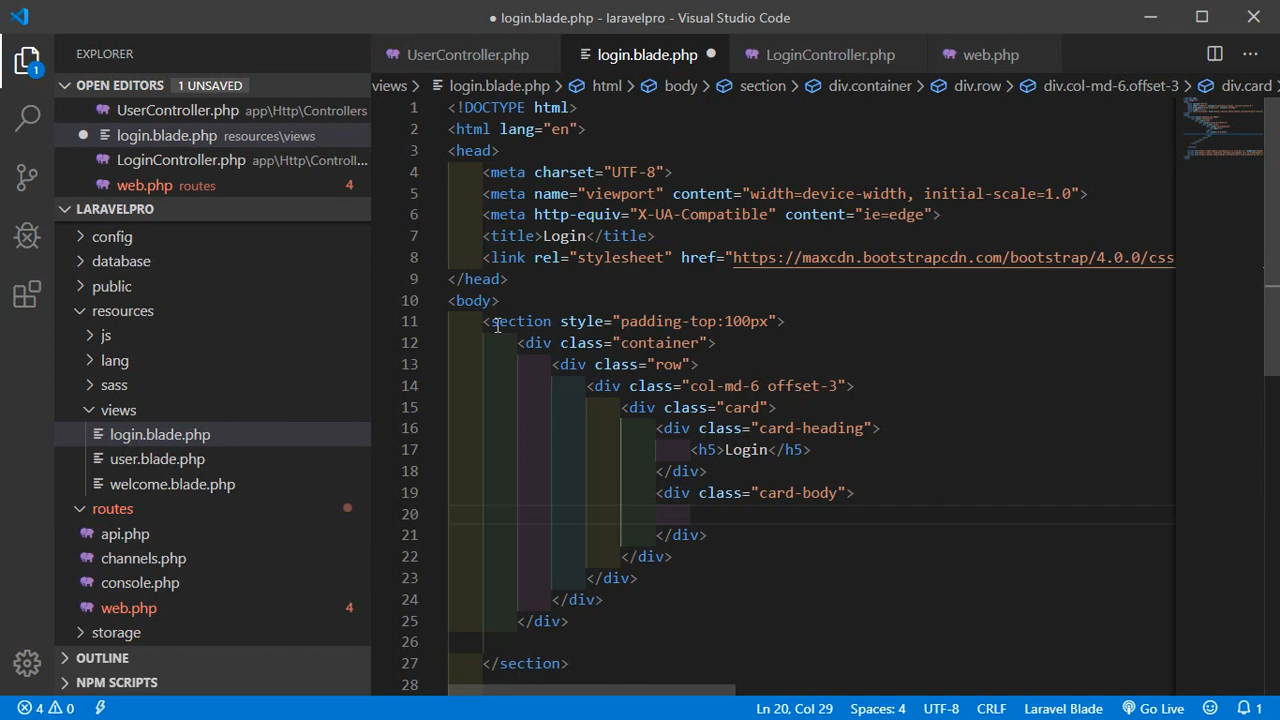 ● login.blade.php - laravelpro - Visual Studio Code
EXPLORER
UserController.php
login.blade.php ●
LoginController.php
web.php
OPEN EDITORS 1 UNSAVED
views > login.blade.php > html > body > section > div.container > div.row > div.col-md-6.offset-3 > div.card
1
UserController.php app\Http\Controllers
● login.blade.php resources\views
LoginController.php app\Http\Controll...
web.php routes 4
LARAVELPRO
config
database
public
resources
js
lang
sass
views
login.blade.php
user.blade.php
welcome.blade.php
routes
api.php
channels.php
console.php
web.php 4
storage
OUTLINE
NPM SCRIPTS
1 <!DOCTYPE html>
2 <html lang="en">
3 <head>
4 <meta charset="UTF-8">
5 <meta name="viewport" content="width=device-width, initial-scale=1.0">
6 <meta http-equiv="X-UA-Compatible" content="ie=edge">
7 <title>Login</title>
8 <link rel="stylesheet" href="https://maxcdn.bootstrapcdn.com/bootstrap/4.0.0/css
9 </head>
10 <body>
11 <section style="padding-top:100px">
12 <div class="container">
13 <div class="row">
14 <div class="col-md-6 offset-3">
15 <div class="card">
16 <div class="card-heading">
17 <h5>Login</h5>
18 </div>
19 <div class="card-body">
20
21 </div>
22 </div>
23 </div>
24 </div>
25 </div>
26
27 </section>
28
4 0
Ln 20, Col 29
Spaces: 4
UTF-8
CRLF
Laravel Blade
Go Live
1